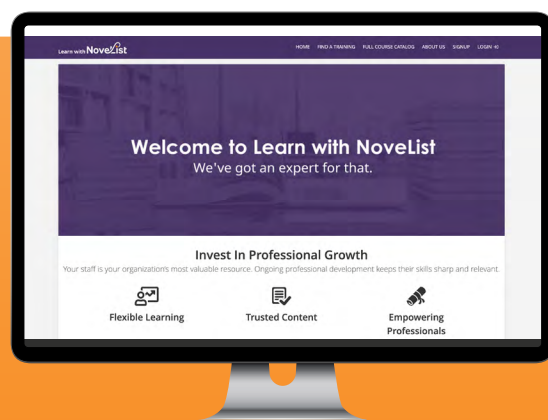 Learn with NoveList
HOME FIND A TRAINING FULL COURSE CATALOG ABOUT US SIGNUP LOGIN
Welcome to Learn with NoveList
We've got an expert for that.
Invest In Professional Growth
Your staff is your organization's most valuable resource. Ongoing professional development keeps their skills sharp and relevant.
Flexible Learning
Trusted Content
Empowering
Professionals